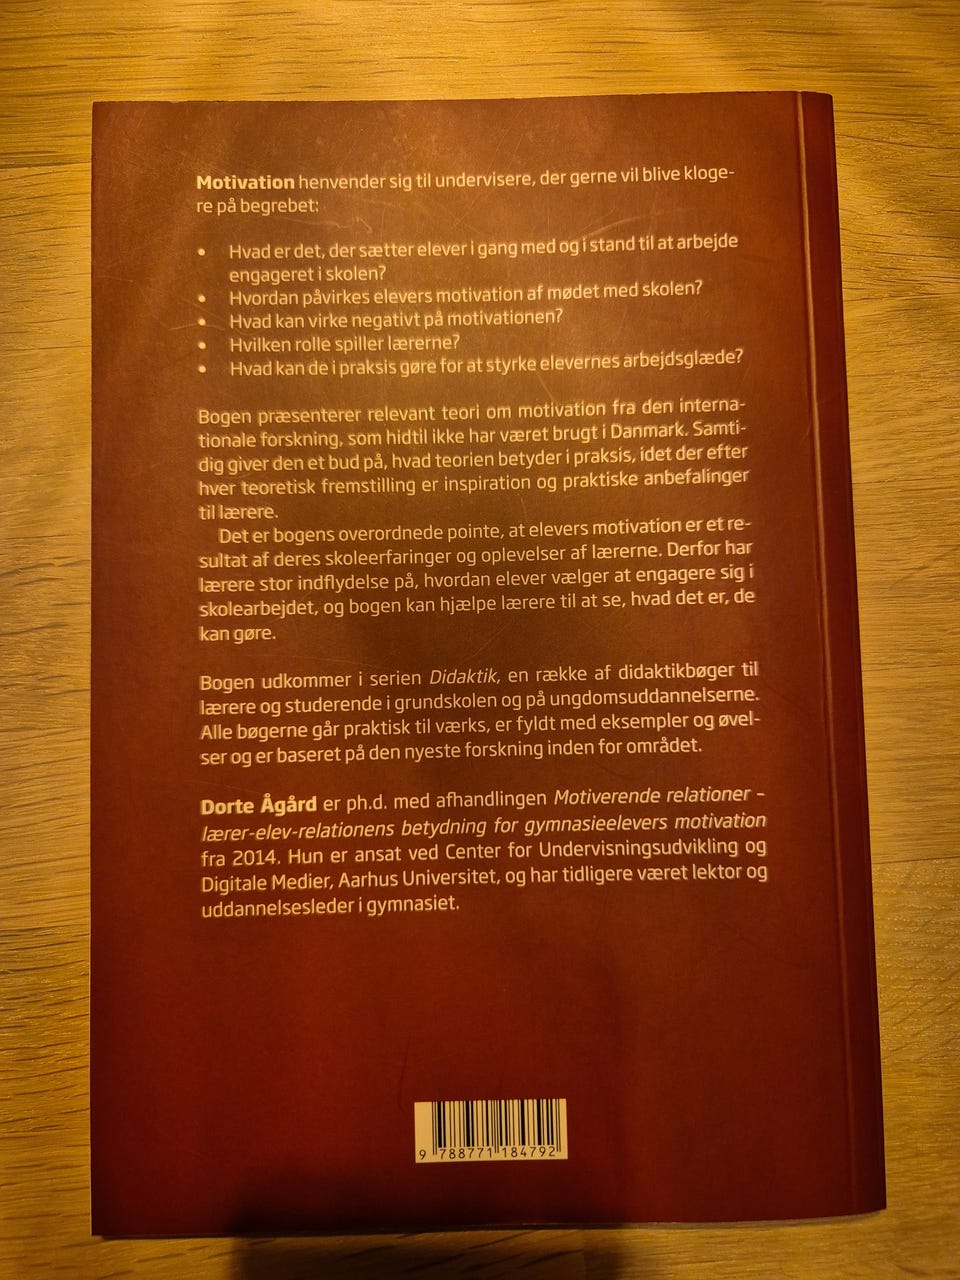 Motivation henvender sig til undervisere, der gerne vil blive kloge-
re på begrebet:
• Hvad er det, der sætter elever i gang med og i stand til at arbejde
engageret i skolen?
• Hvordan påvirkes elevers motivation af mødet med skolen?
• Hvad kan virke negativt på motivationen?
• Hvilken rolle spiller lærerne?
• Hvad kan de i praksis gøre for at styrke elevernes arbejdsglæde?
Bogen præsenterer relevant teori om motivation fra den interna-
tionale forskning, som hidtil ikke har været brugt i Danmark. Samti-
dig giver den et bud på, hvad teorien betyder i praksis, idet der efter
hver teoretisk fremstilling er inspiration og praktiske anbefalinger
til lærere.
Det er bogens overordnede pointe, at elevers motivation er et re-
sultat af deres skoleerfaringer og oplevelser af lærerne. Derfor har
lærere stor indflydelse på, hvordan elever vælger at engagere sig i
skolearbejdet, og bogen kan hjælpe lærere til at se, hvad det er, de
kan gøre.
Bogen udkommer i serien Didaktik, en række af didaktikbøger til
lærere og studerende i grundskolen og på ungdomsuddannelserne.
Alle bøgerne går praktisk til værks, er fyldt med eksempler og øvel-
ser og er baseret på den nyeste forskning inden for området.
Dorte Ågård er ph.d. med afhandlingen Motiverende relationer –
lærer-elev-relationens betydning for gymnasieelevers motivation
fra 2014. Hun er ansat ved Center for Undervisningsudvikling og
Digitale Medier, Aarhus Universitet, og har tidligere været lektor og
uddannelsesleder i gymnasiet.
9 788771 184792